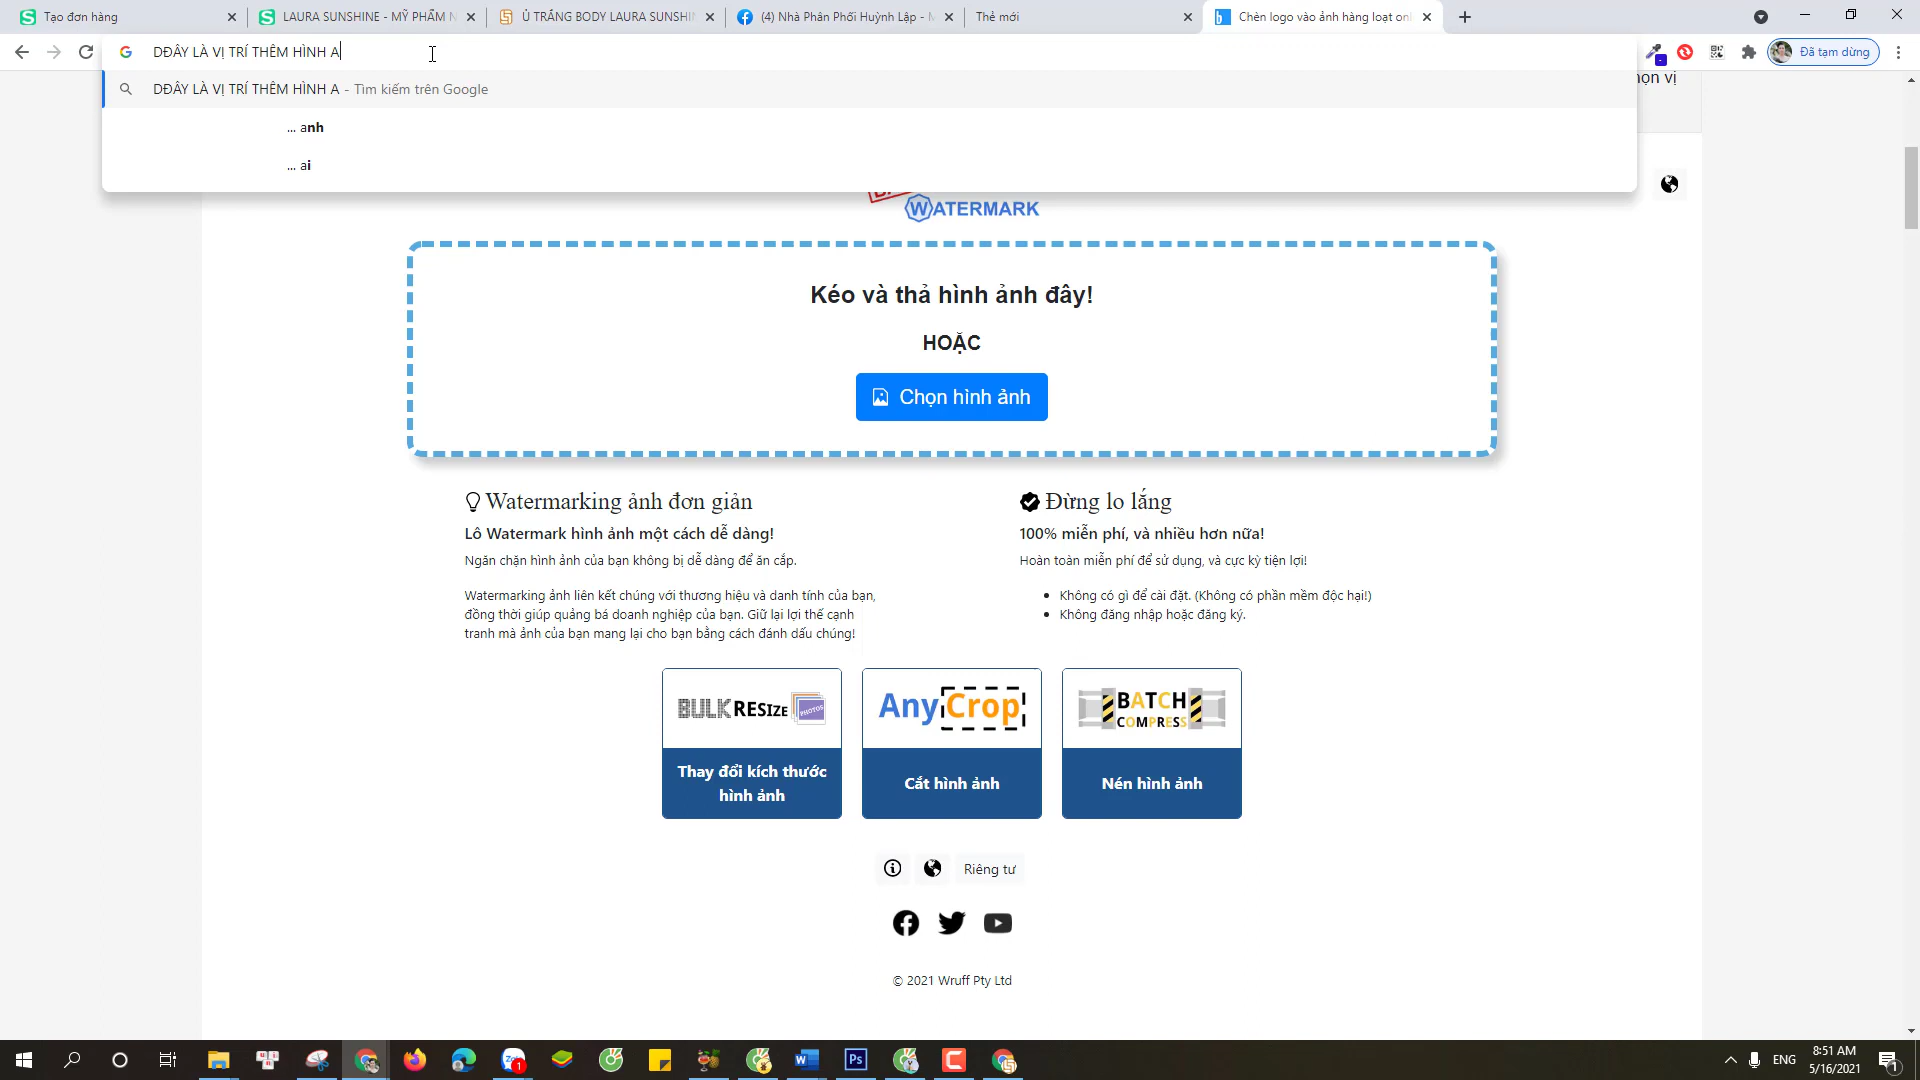 Tạo đơn hàng
LAURA SUNSHINE - MỸ PHẨM N
Ủ TRẮNG BODY LAURA SUNSHIN
(4) Nhà Phân Phối Huỳnh Lập - M
Thẻ mới
Chèn logo vào ảnh hàng loạt onl
DĐÂY LÀ VỊ TRÍ THÊM HÌNH A
Đã tạm dừng
DĐÂY LÀ VỊ TRÍ THÊM HÌNH A - Tìm kiếm trên Google
họn vị
... anh
... ai
WATERMARK
Kéo và thả hình ảnh đây!
HOẶC
Chọn hình ảnh
Watermarking ảnh đơn giản
Lô Watermark hình ảnh một cách dễ dàng!
Ngăn chặn hình ảnh của bạn không bị dễ dàng để ăn cắp.
Watermarking ảnh liên kết chúng với thương hiệu và danh tính của bạn,
đồng thời giúp quảng bá doanh nghiệp của bạn. Giữ lại lợi thế cạnh
tranh mà ảnh của bạn mang lại cho bạn bằng cách đánh dấu chúng!
Đừng lo lắng
100% miễn phí, và nhiều hơn nữa!
Hoàn toàn miễn phí để sử dụng, và cực kỳ tiện lợi!
Không có gì để cài đặt. (Không có phần mềm độc hại!)
Không đăng nhập hoặc đăng ký.
BULK RESIZE PHOTOS
AnyCrop
BATCH
COMPRESS
Thay đổi kích thước
hình ảnh
Cắt hình ảnh
Nén hình ảnh
Riêng tư
© 2021 Wruff Pty Ltd
ENG
8:51 AM
5/16/2021